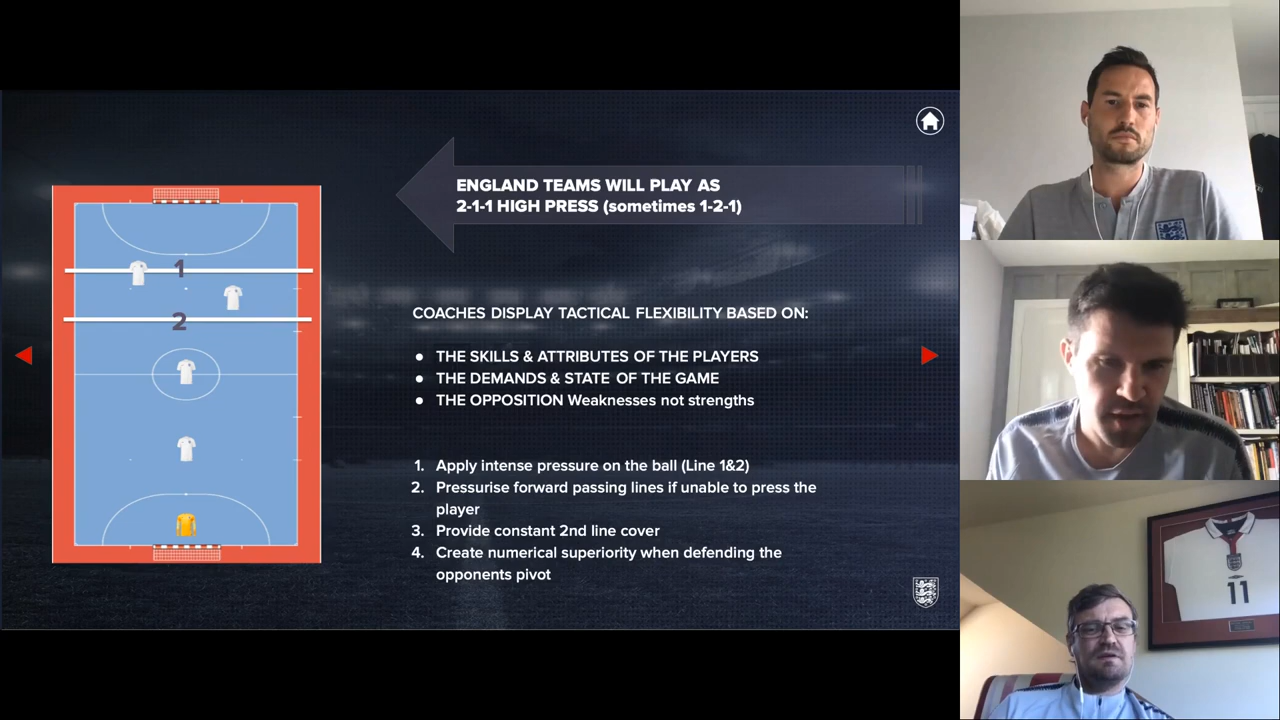 ENGLAND TEAMS WILL PLAY AS
2-1-1 HIGH PRESS (sometimes 1-2-1)
1
2
COACHES DISPLAY TACTICAL FLEXIBILITY BASED ON:
● THE SKILLS & ATTRIBUTES OF THE PLAYERS
● THE DEMANDS & STATE OF THE GAME
● THE OPPOSITION Weaknesses not strengths
1. Apply intense pressure on the ball (Line 1&2)
2. Pressurise forward passing lines if unable to press the
player
3. Provide constant 2nd line cover
4. Create numerical superiority when defending the
opponents pivot
11